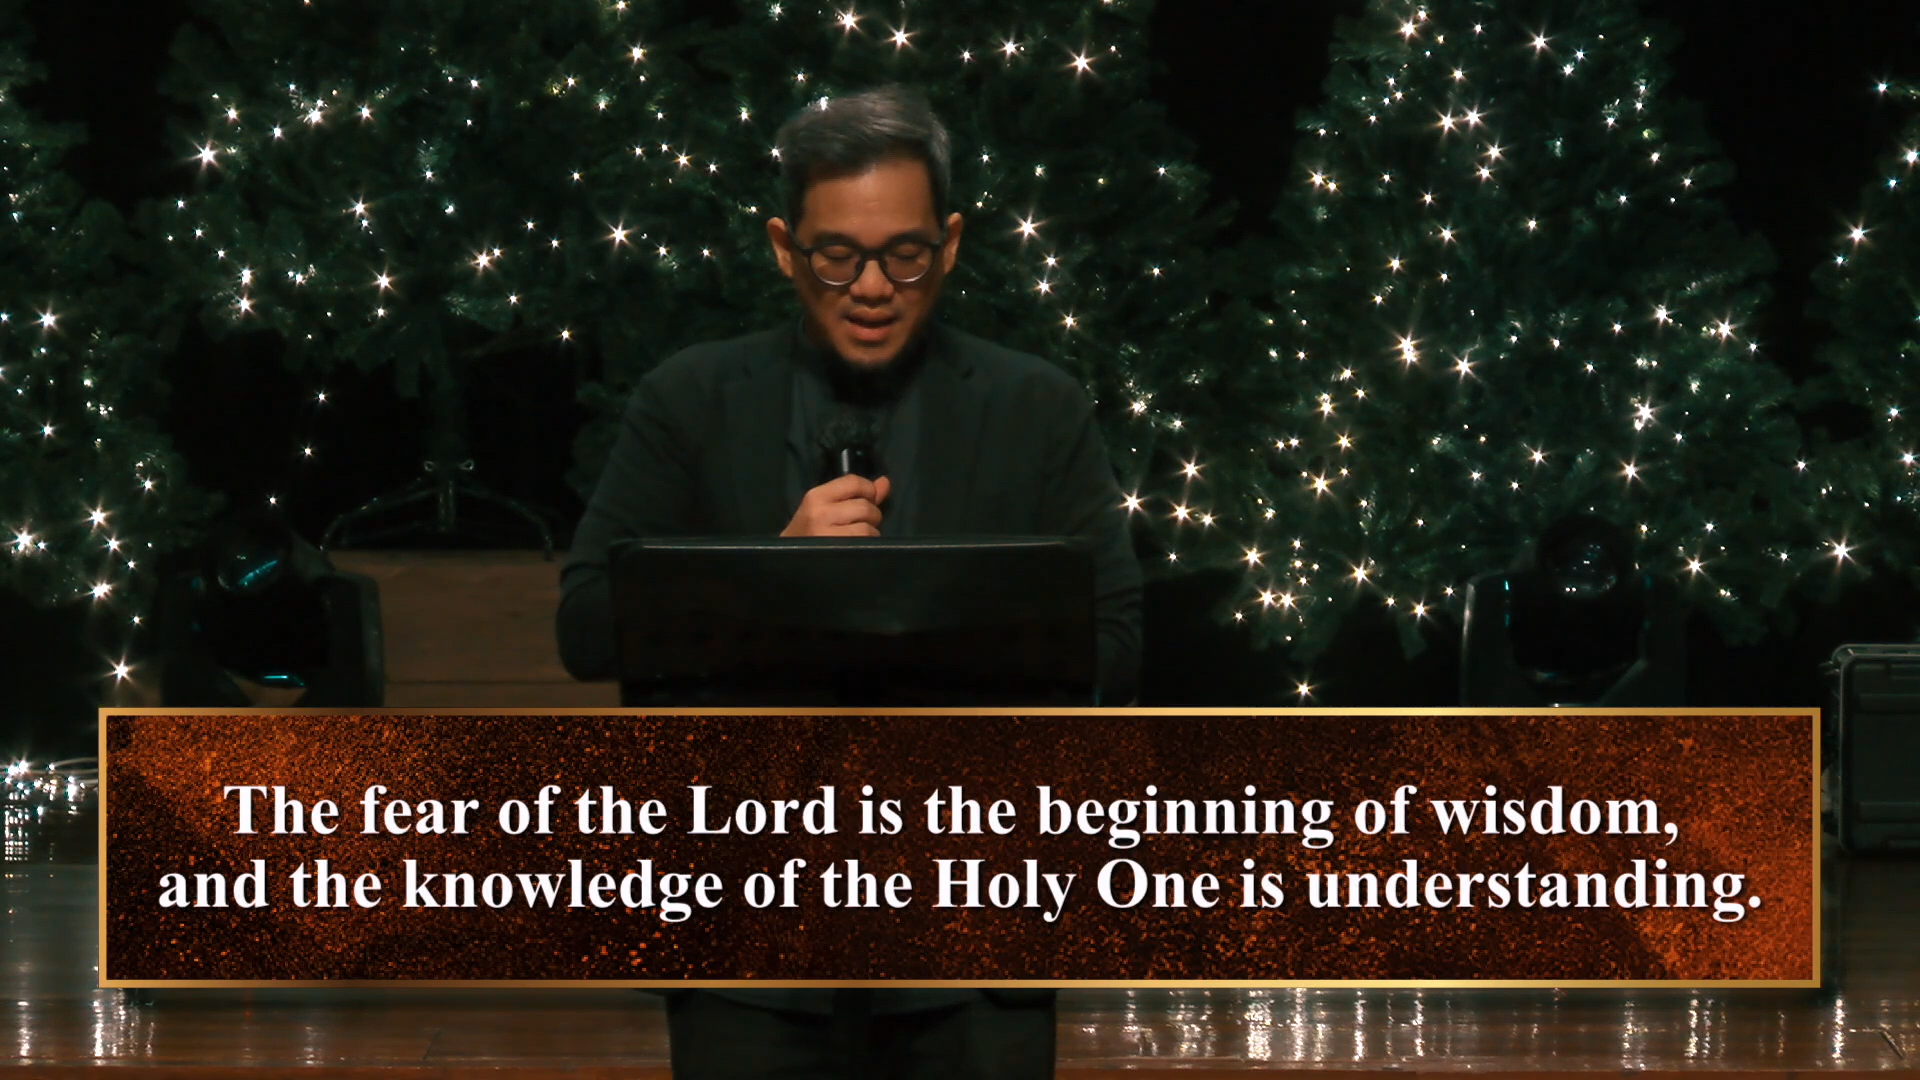 The fear of the Lord is the beginning of wisdom,
and the knowledge of the Holy One is understanding.